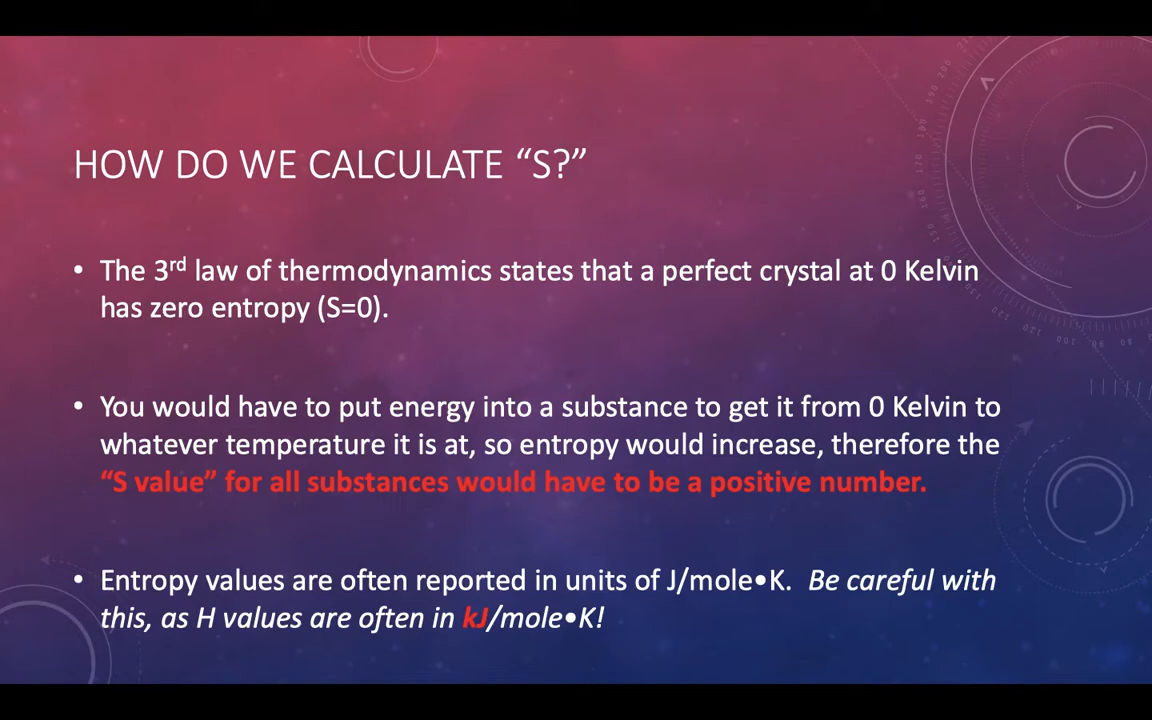 HOW DO WE CALCULATE “S?”
• The 3rd law of thermodynamics states that a perfect crystal at 0 Kelvin
has zero entropy (S=0).
• You would have to put energy into a substance to get it from 0 Kelvin to
whatever temperature it is at, so entropy would increase, therefore the
“S value” for all substances would have to be a positive number.
• Entropy values are often reported in units of J/mole•K. Be careful with
this, as H values are often in kJ/mole•K!